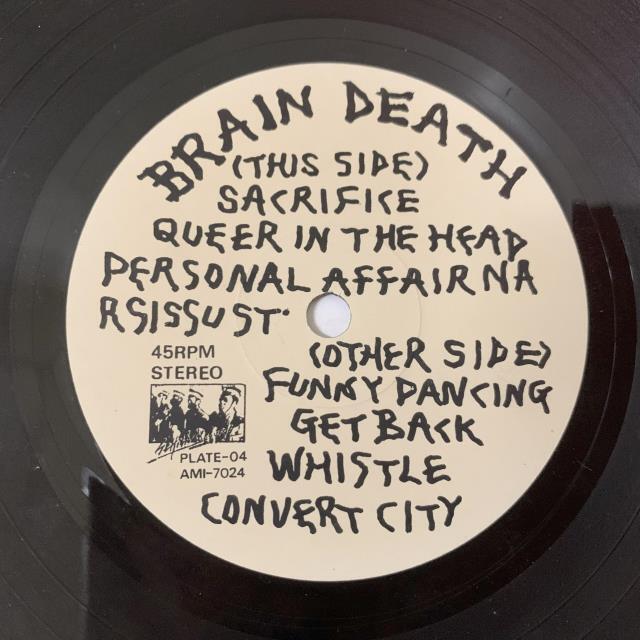 BRAIN DEATH
(THIS SIDE)
SACRIFICE
QUEER IN THE HEAD
PERSONAL AFFAIR NA
RSISSUST
(OTHER SIDE)
FUNNY DANCING
GET BACK
WHISTLE
CONVERT CITY
45RPM
STEREO
PLATE-04
AMI-7024